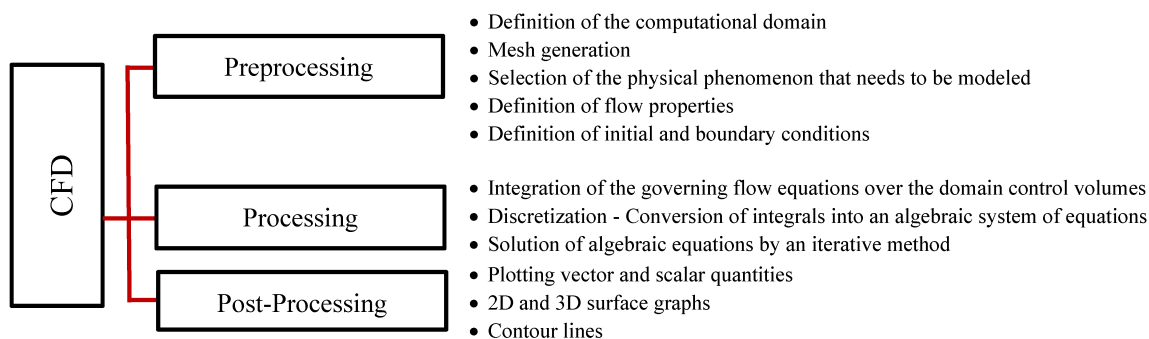 CFD
Preprocessing
• Definition of the computational domain
• Mesh generation
• Selection of the physical phenomenon that needs to be modeled
• Definition of flow properties
• Definition of initial and boundary conditions
Processing
• Integration of the governing flow equations over the domain control volumes
• Discretization - Conversion of integrals into an algebraic system of equations
• Solution of algebraic equations by an iterative method
Post-Processing
• Plotting vector and scalar quantities
• 2D and 3D surface graphs
• Contour lines